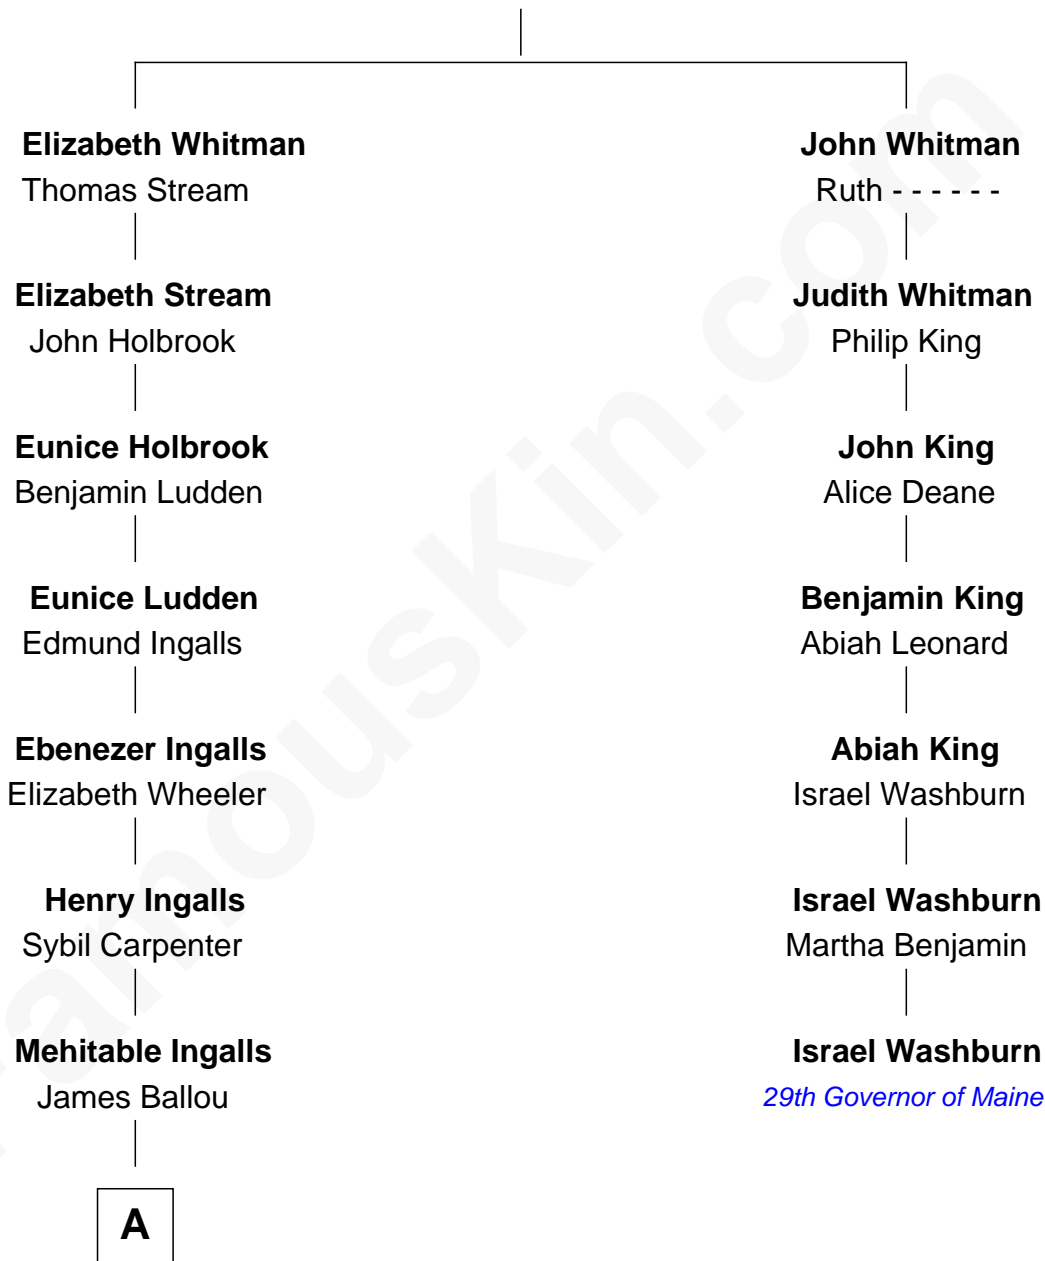 Elizabeth Whitman
Thomas Stream
John Whitman
Ruth - - - - - -
Elizabeth Stream
John Holbrook
Judith Whitman
Philip King
Eunice Holbrook
Benjamin Ludden
John King
Alice Deane
Eunice Ludden
Edmund Ingalls
Benjamin King
Abiah Leonard
Ebenezer Ingalls
Elizabeth Wheeler
Abiah King
Israel Washburn
Henry Ingalls
Sybil Carpenter
Israel Washburn
Martha Benjamin
Mehitable Ingalls
James Ballou
Israel Washburn
29th Governor of Maine
A
FamousKin.com